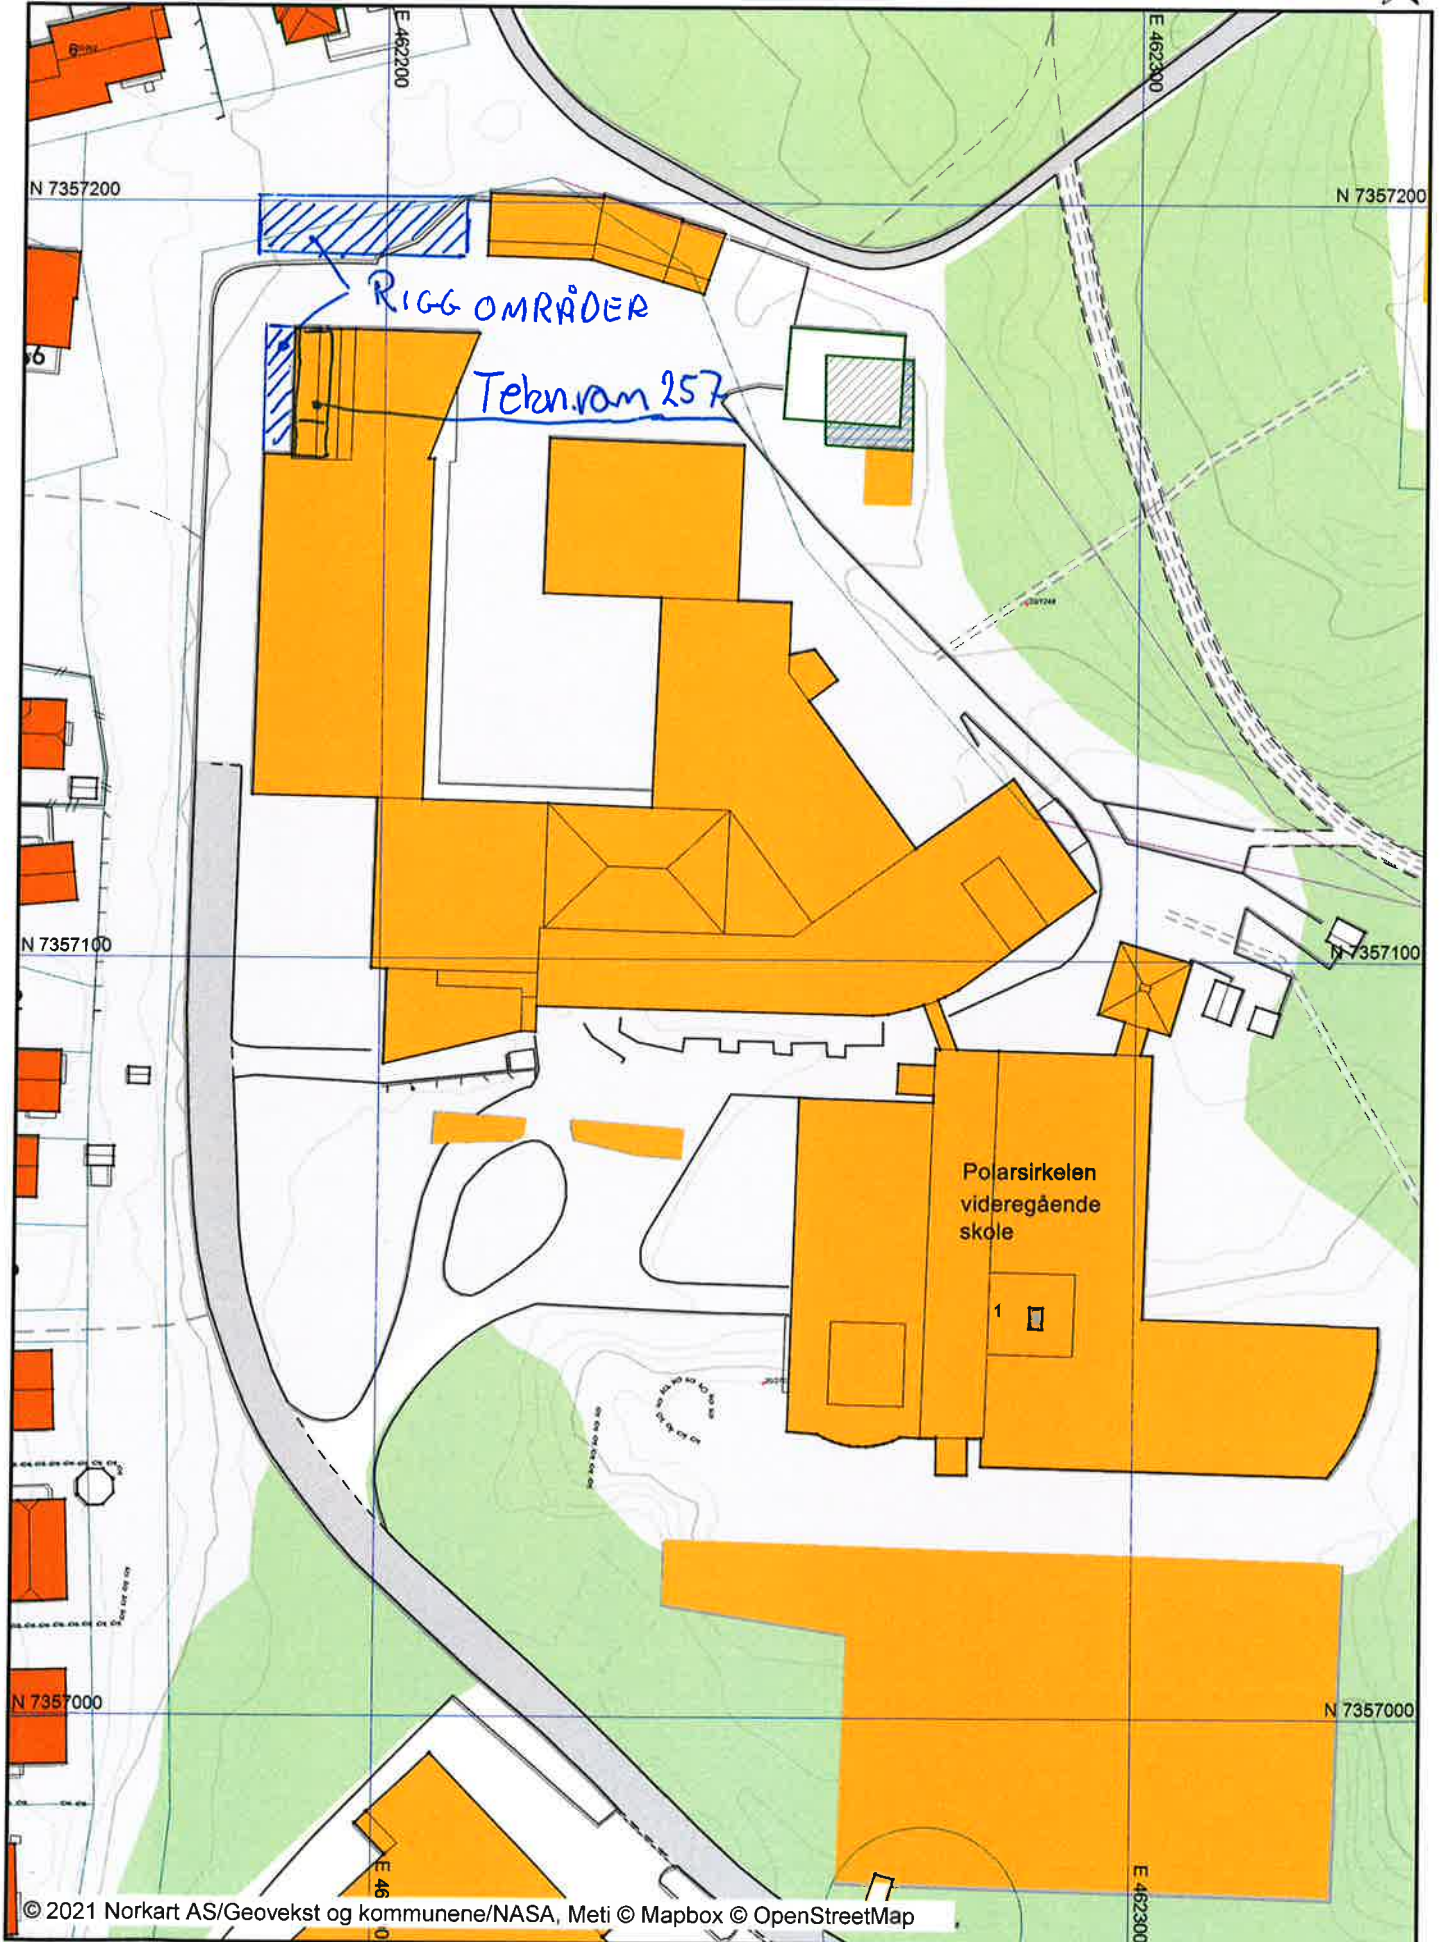 E 462200
E 462300
N 7357200
N 7357200
RIGG OMRÅDER
Tekn.rom 257
N 7357100
N 7357100
Polarsirkelen
videregående
skole
1
N 7357000
N 7357000
E 462300
© 2021 Norkart AS/Geovekst og kommunene/NASA, Meti © Mapbox © OpenStreetMap